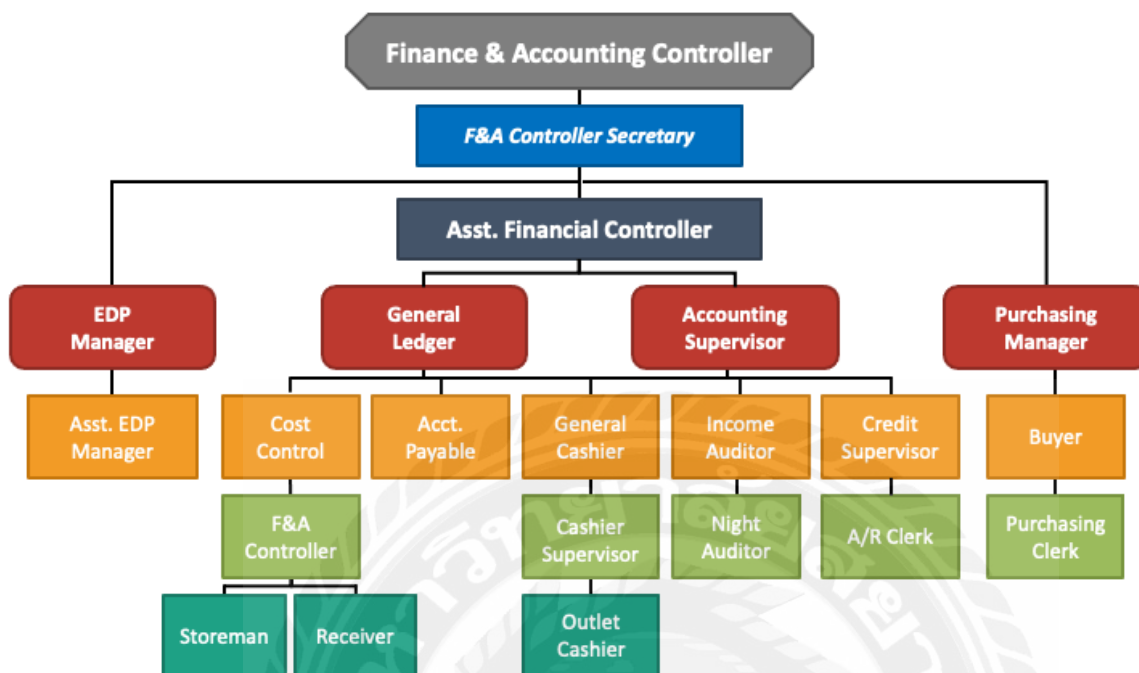 Finance & Accounting Controller
F&A Controller Secretary
Asst. Financial Controller
EDP
Manager
General
Ledger
Accounting
Supervisor
Purchasing
Manager
Asst. EDP
Manager
Cost
Control
Acct.
Payable
General
Cashier
Income
Auditor
Credit
Supervisor
Buyer
F&A
Controller
Cashier
Supervisor
Night
Auditor
A/R Clerk
Purchasing
Clerk
Storeman
Receiver
Outlet
Cashier